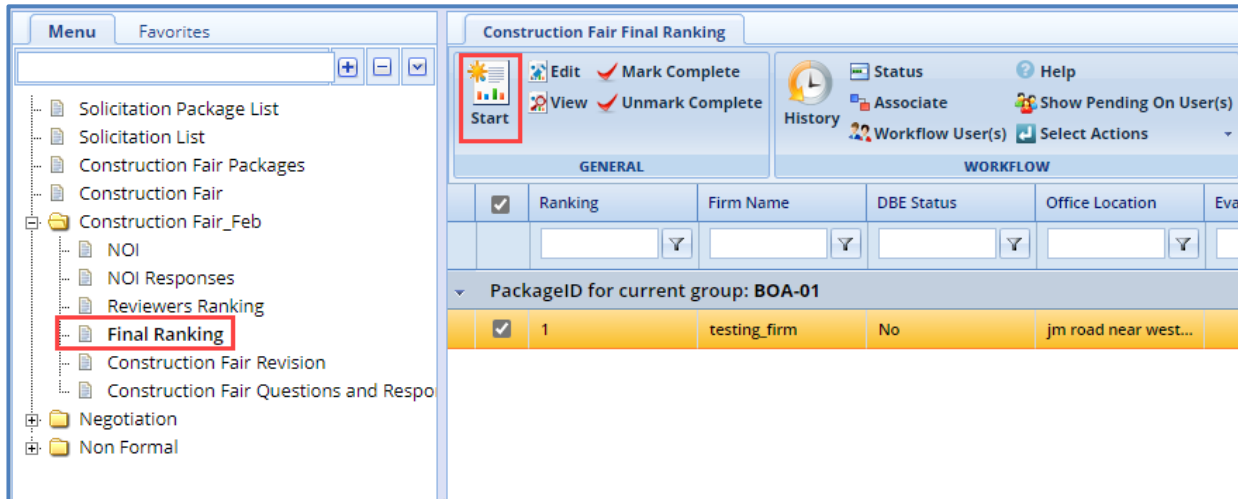 Menu
Favorites
Solicitation Package List
Solicitation List
Construction Fair Packages
Construction Fair
Construction Fair_Feb
NOI
NOI Responses
Reviewers Ranking
Final Ranking
Construction Fair Revision
Construction Fair Questions and Respo
Negotiation
Non Formal
Construction Fair Final Ranking
Start
Edit
Mark Complete
View
Unmark Complete
GENERAL
History
Status
Help
Associate
Show Pending On User(s)
Workflow User(s)
Select Actions
WORKFLOW
Ranking Firm Name DBE Status Office Location Eva
PackageID for current group: BOA-01
1 testing_firm No jm road near west...